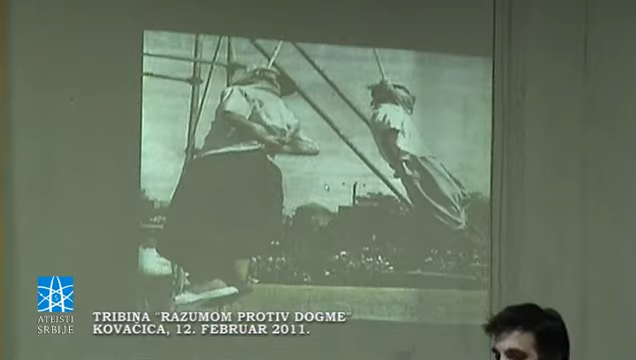 ATEISTI
SRBIJE
TRIBINA "RAZUMOM PROTIV DOGME"
KOVAČICA, 12. FEBRUAR 2011.